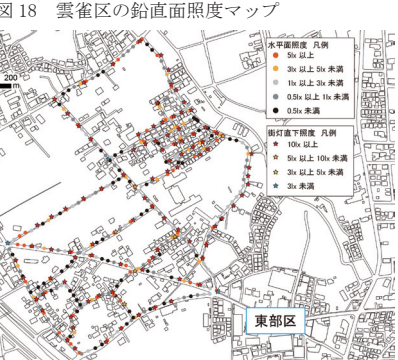 図 18 雲雀区の鉛直面照度マップ
200
m
水平面照度 凡例
5lx 以上
3lx 以上 5lx 未満
1lx 以上 3lx 未満
0.5lx 以上 1lx 未満
0.5lx 未満
街灯直下照度 凡例
10lx 以上
5lx 以上 10lx 未満
3lx 以上 5lx 未満
3lx 未満
東部区